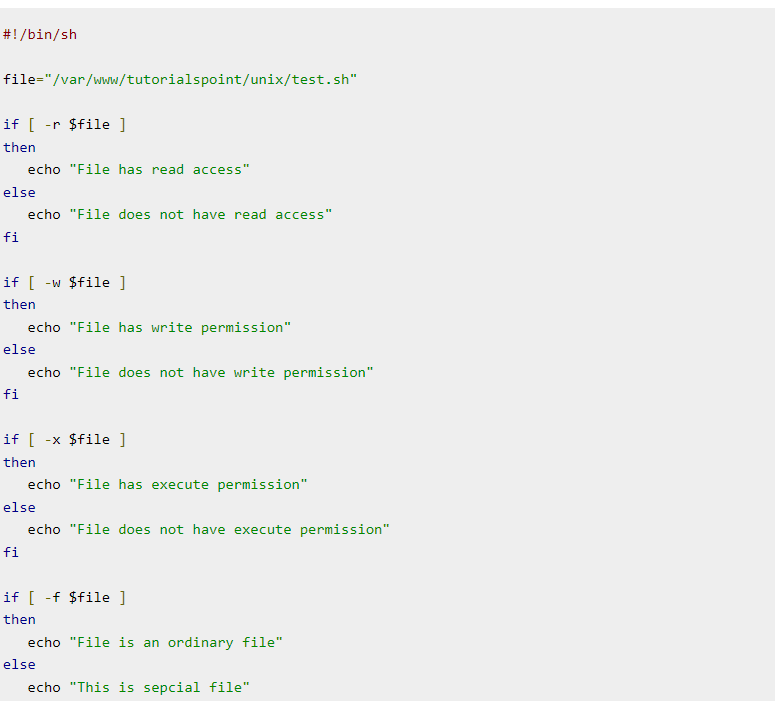 #!/bin/sh
file="/var/www/tutorialspoint/unix/test.sh"
if [ -r $file ]
then
   echo "File has read access"
else
   echo "File does not have read access"
fi
if [ -w $file ]
then
   echo "File has write permission"
else
   echo "File does not have write permission"
fi
if [ -x $file ]
then
   echo "File has execute permission"
else
   echo "File does not have execute permission"
fi
if [ -f $file ]
then
   echo "File is an ordinary file"
else
   echo "This is sepcial file"